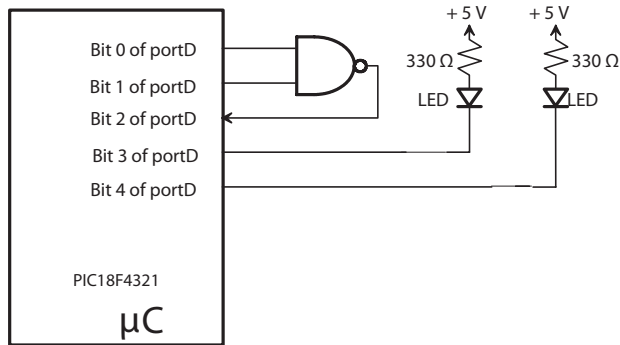 + 5 V
+ 5 V
Bit 0 of portD
330 Ω
330 Ω
Bit 1 of portD
LED
LED
Bit 2 of portD
Bit 3 of portD
Bit 4 of portD
PIC18F4321
μC